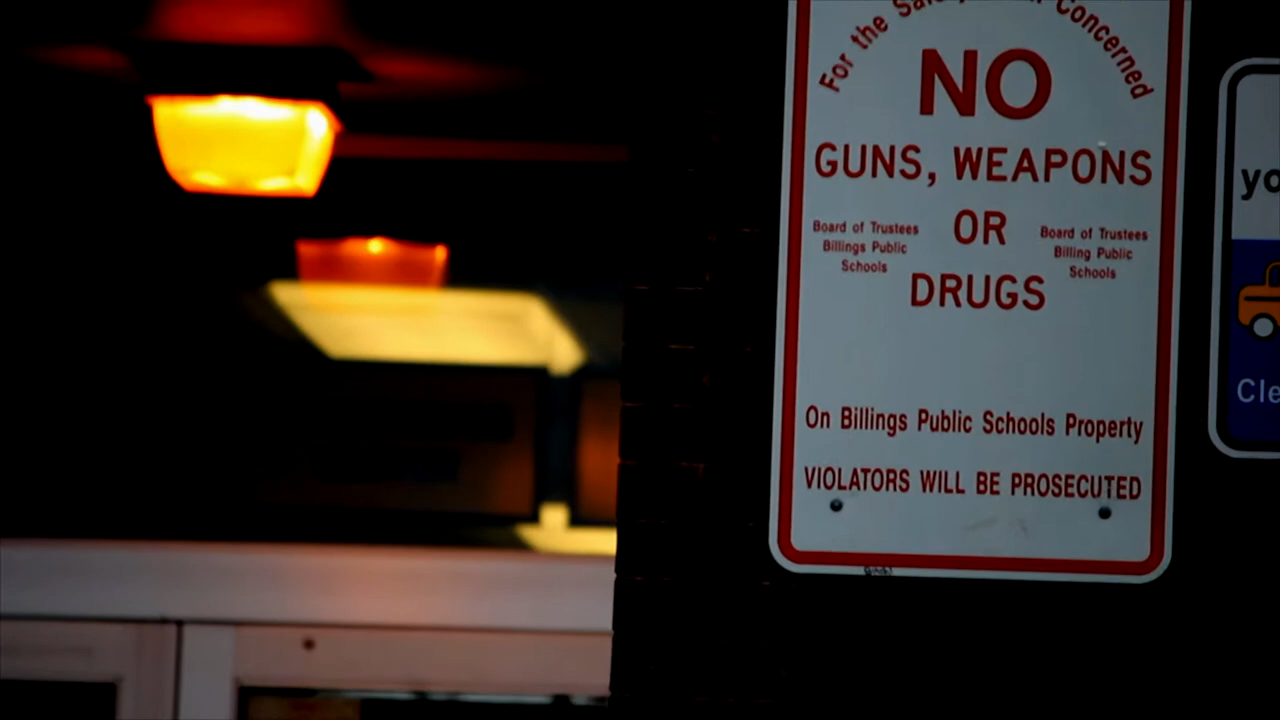 For the Safety Concerned
NO
GUNS, WEAPONS
OR
Board of Trustees
Billings Public
Schools
Board of Trustees
Billing Public
Schools
DRUGS
On Billings Public Schools Property
VIOLATORS WILL BE PROSECUTED
yo
Cle